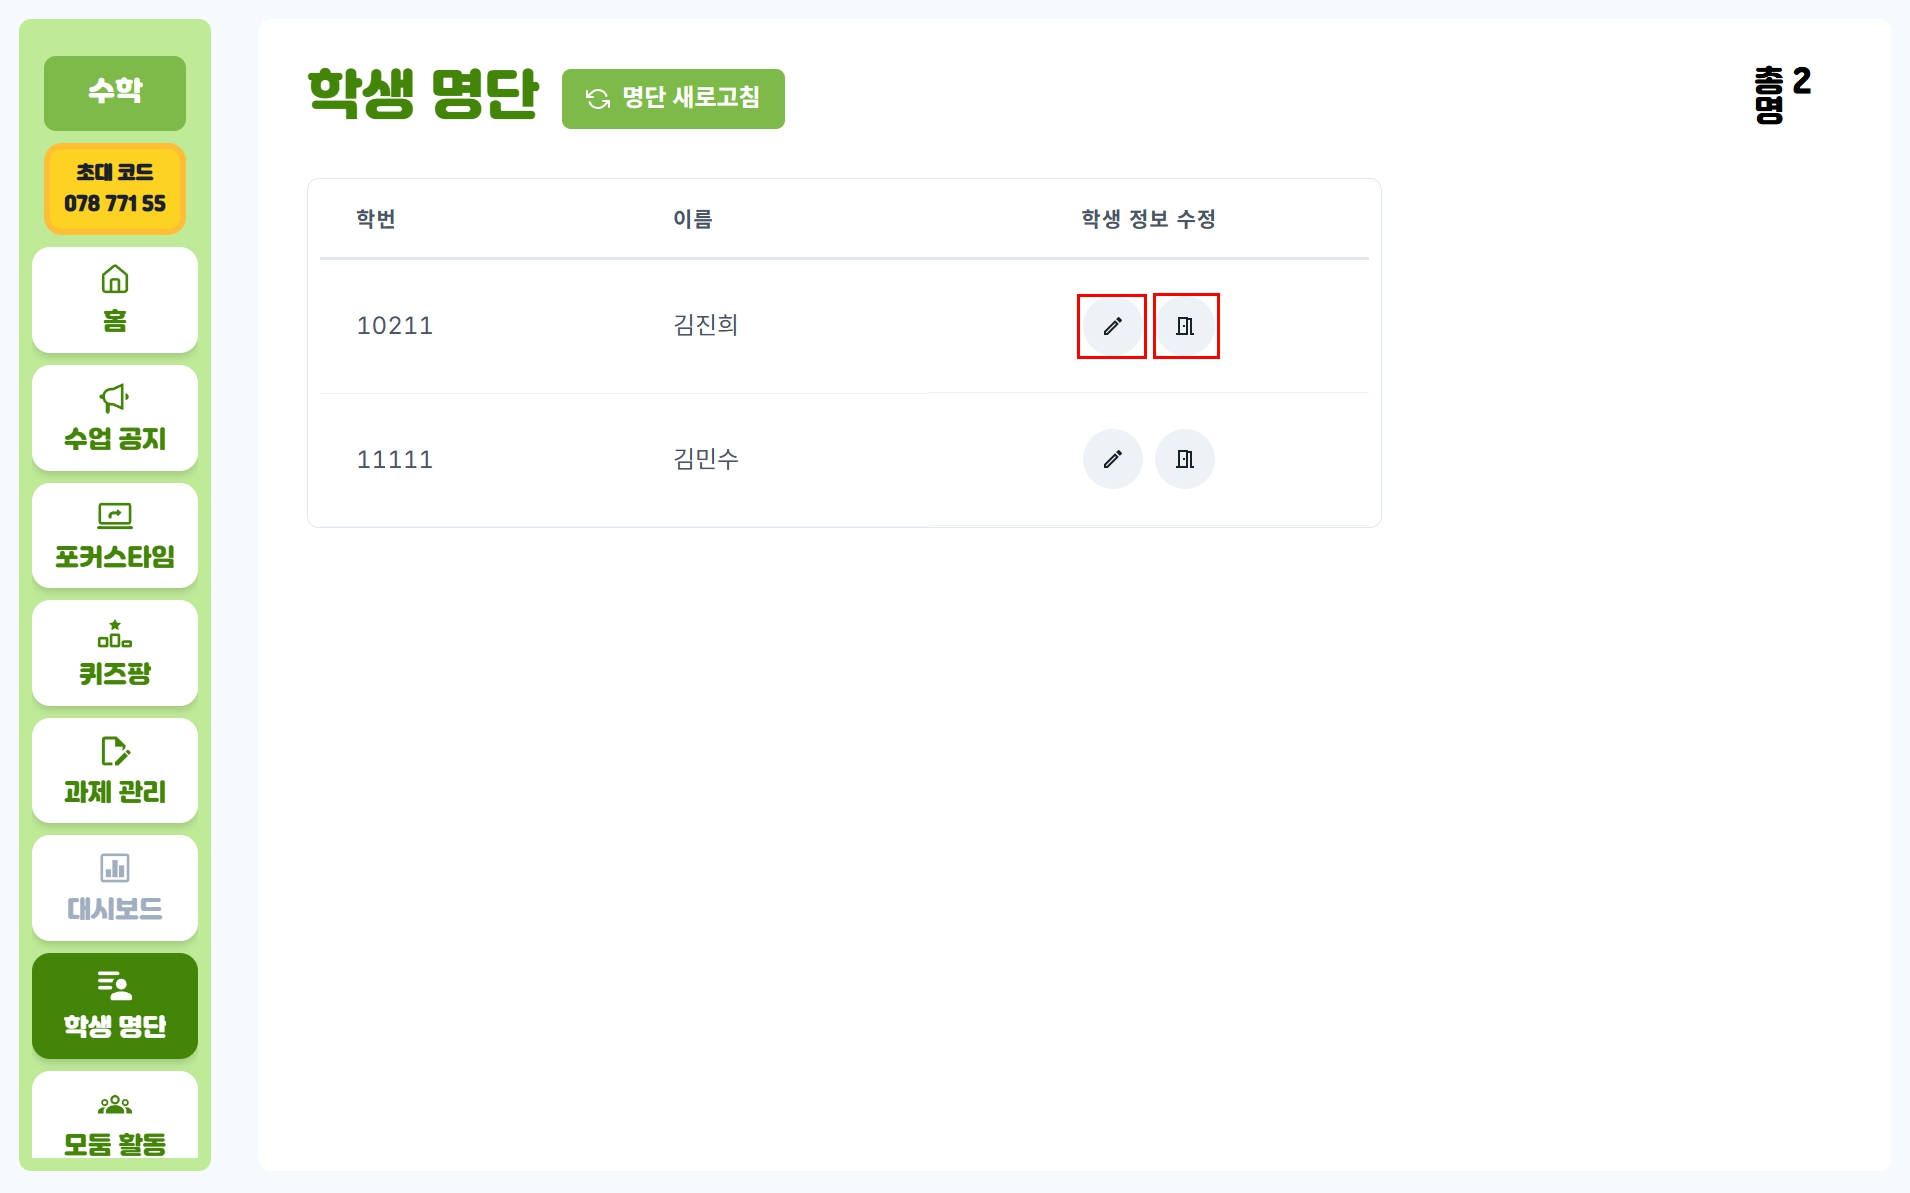 수학
초대 코드
078 771 55
홈
수업 공지
포커스타임
퀴즈팡
과제 관리
대시보드
학생 명단
모둠 활동
학생 명단
명단 새로고침
총 2
명
학번 이름 학생 정보 수정
10211 김진희
11111 김민수